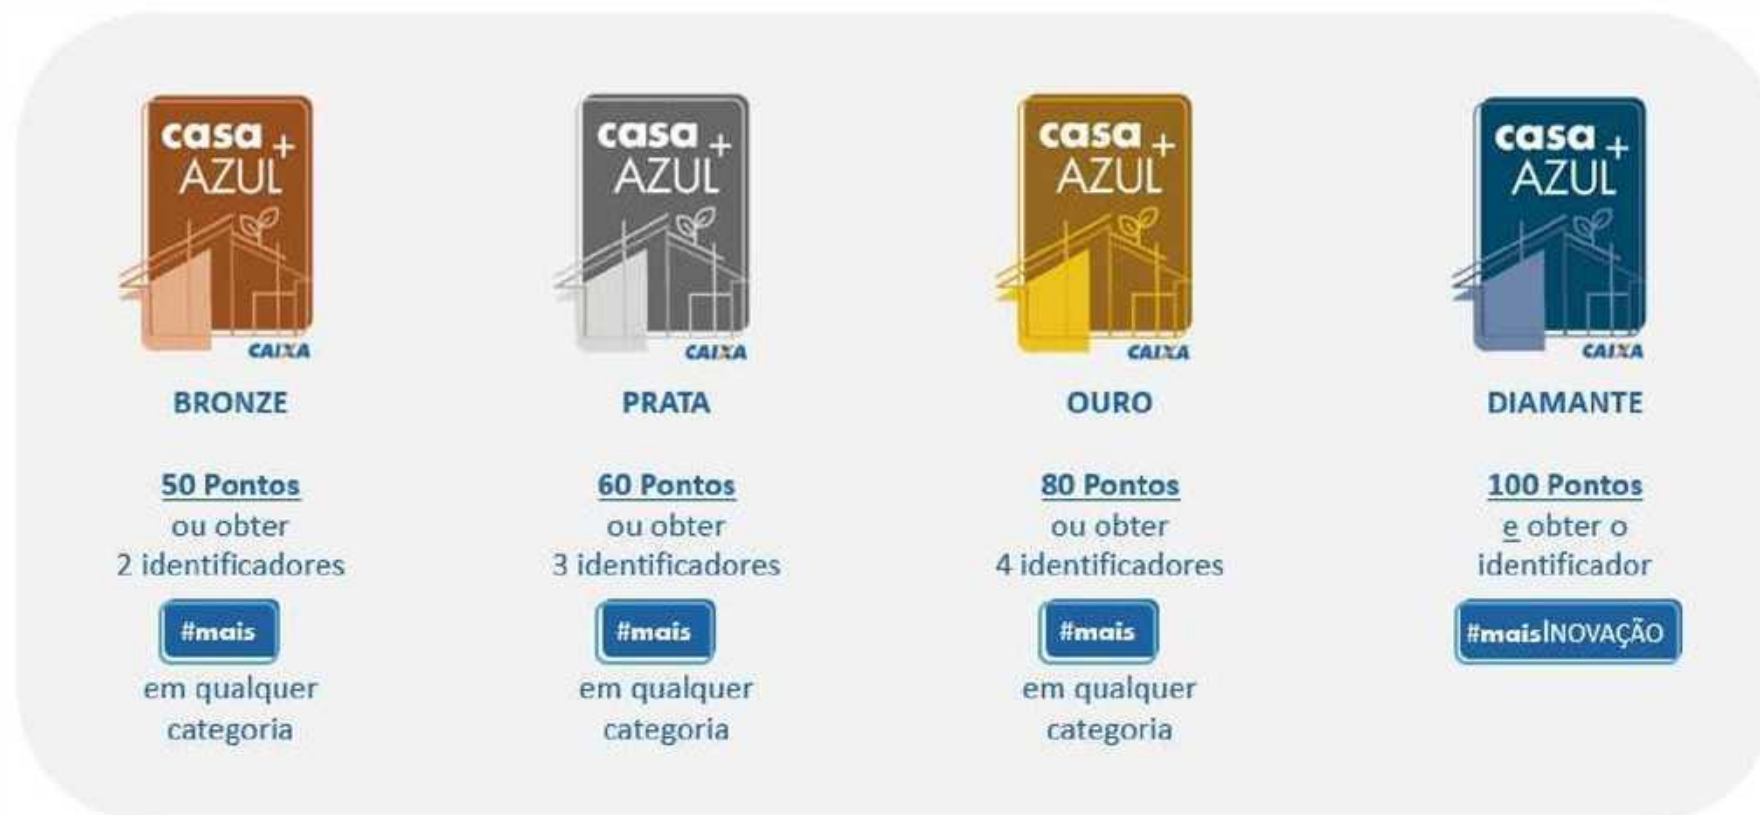 casa +
AZUL
CAIXA
BRONZE
50 Pontos
ou obter
2 identificadores
#mais
em qualquer
categoria
casa +
AZUL
CAIXA
PRATA
60 Pontos
ou obter
3 identificadores
#mais
em qualquer
categoria
casa +
AZUL
CAIXA
OURO
80 Pontos
ou obter
4 identificadores
#mais
em qualquer
categoria
casa +
AZUL
CAIXA
DIAMANTE
100 Pontos
e obter o
identificador
#maisINOVAÇÃO